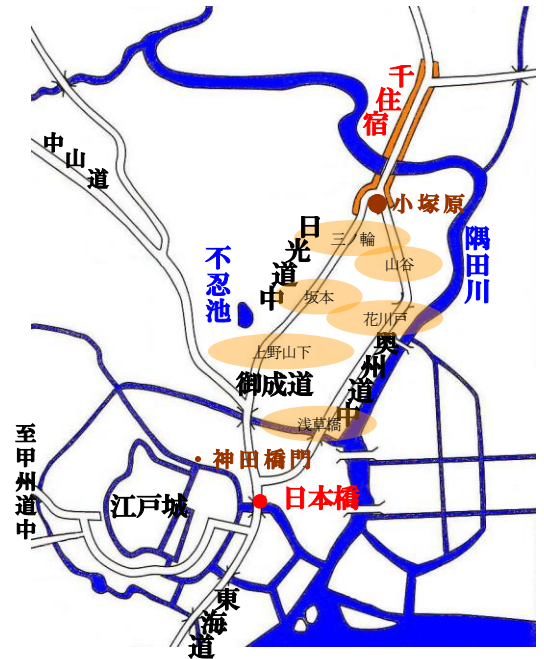 千住宿
中山道
小塚原
日光道中
三ノ輪
隅田川
不忍池
山谷
坂本
花川戸
奥州道中
上野山下
御成道
浅草橋
至甲州道中
・神田橋門
江戸城
日本橋
東海道